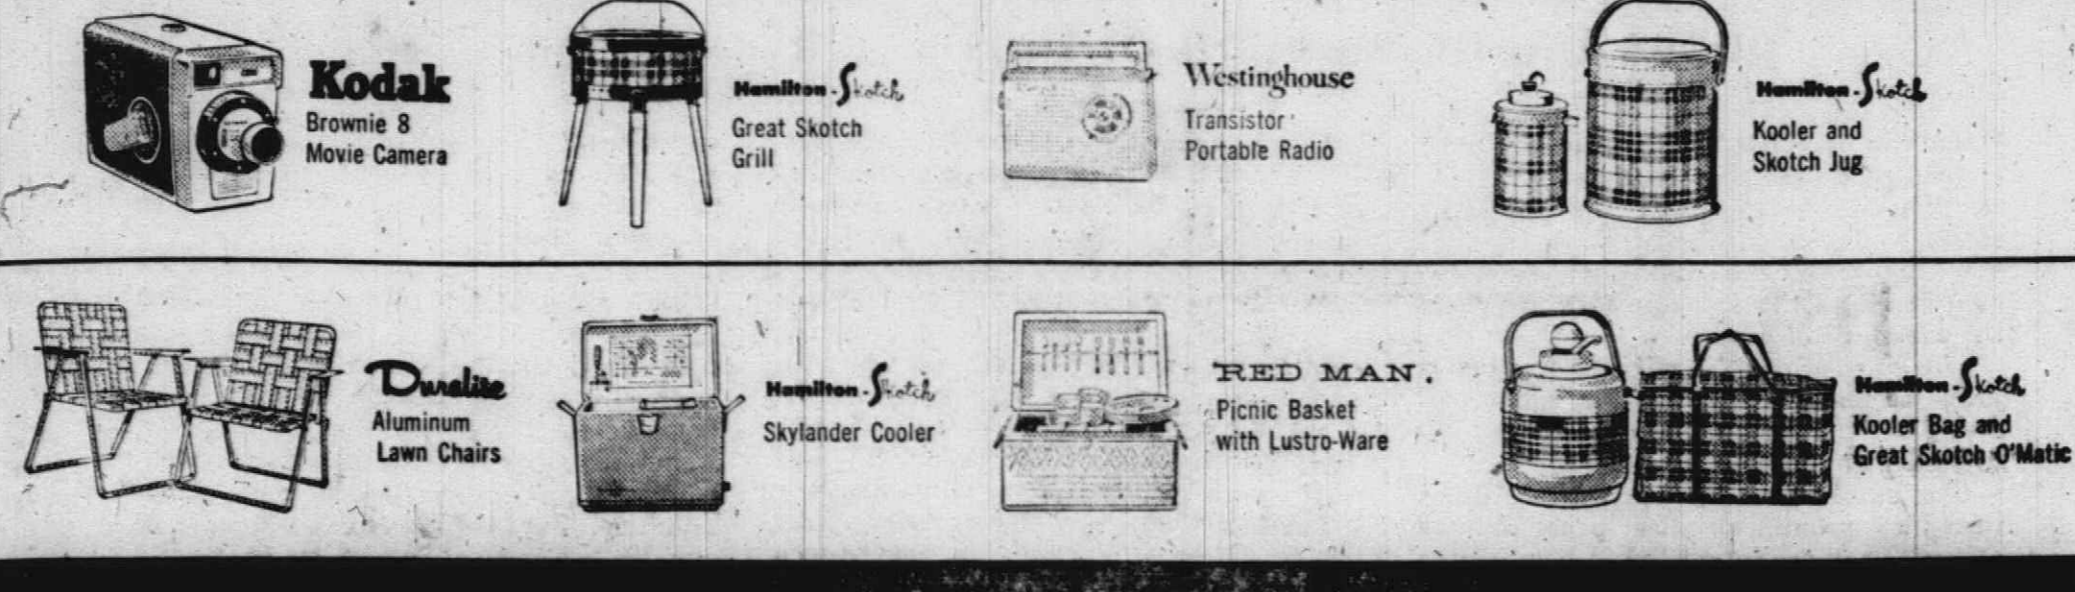 Kodak
Brownie 8
Movie Camera
Hamilton-Skotch
Great Skotch
Grill
Westinghouse
Transistor
Portable Radio
Hamilton-Skotch
Kooler and
Skotch Jug
Duralite
Aluminum
Lawn Chairs
Hamilton-Skotch
Skylander Cooler
RED MAN.
Picnic Basket
with Lustro-Ware
Hamilton-Skotch
Kooler Bag and
Great Skotch O'Matic